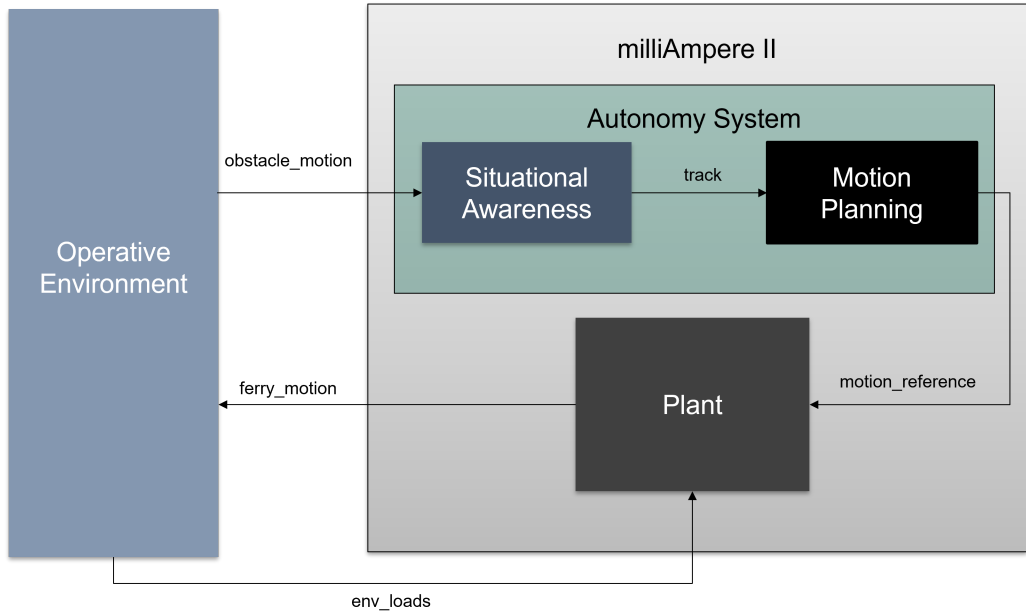 milliAmpere II
Autonomy System
obstacle_motion
Situational
Awareness
track
Motion
Planning
Operative
Environment
ferry_motion
Plant
motion_reference
env_loads